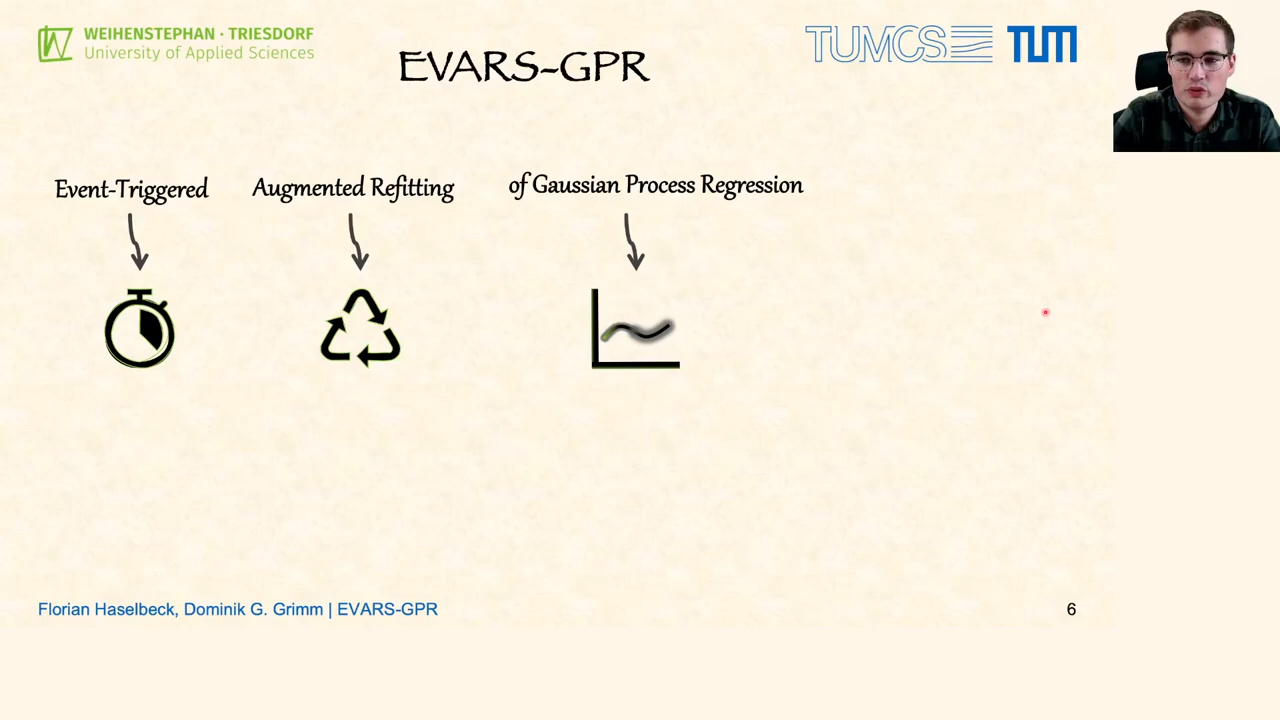 WEIHENSTEPHAN · TRIESDORF
University of Applied Sciences
EVARS-GPR
TUMCS
TUM
Event-Triggered
Augmented Refitting
of Gaussian Process Regression
Florian Haselbeck, Dominik G. Grimm | EVARS-GPR
6